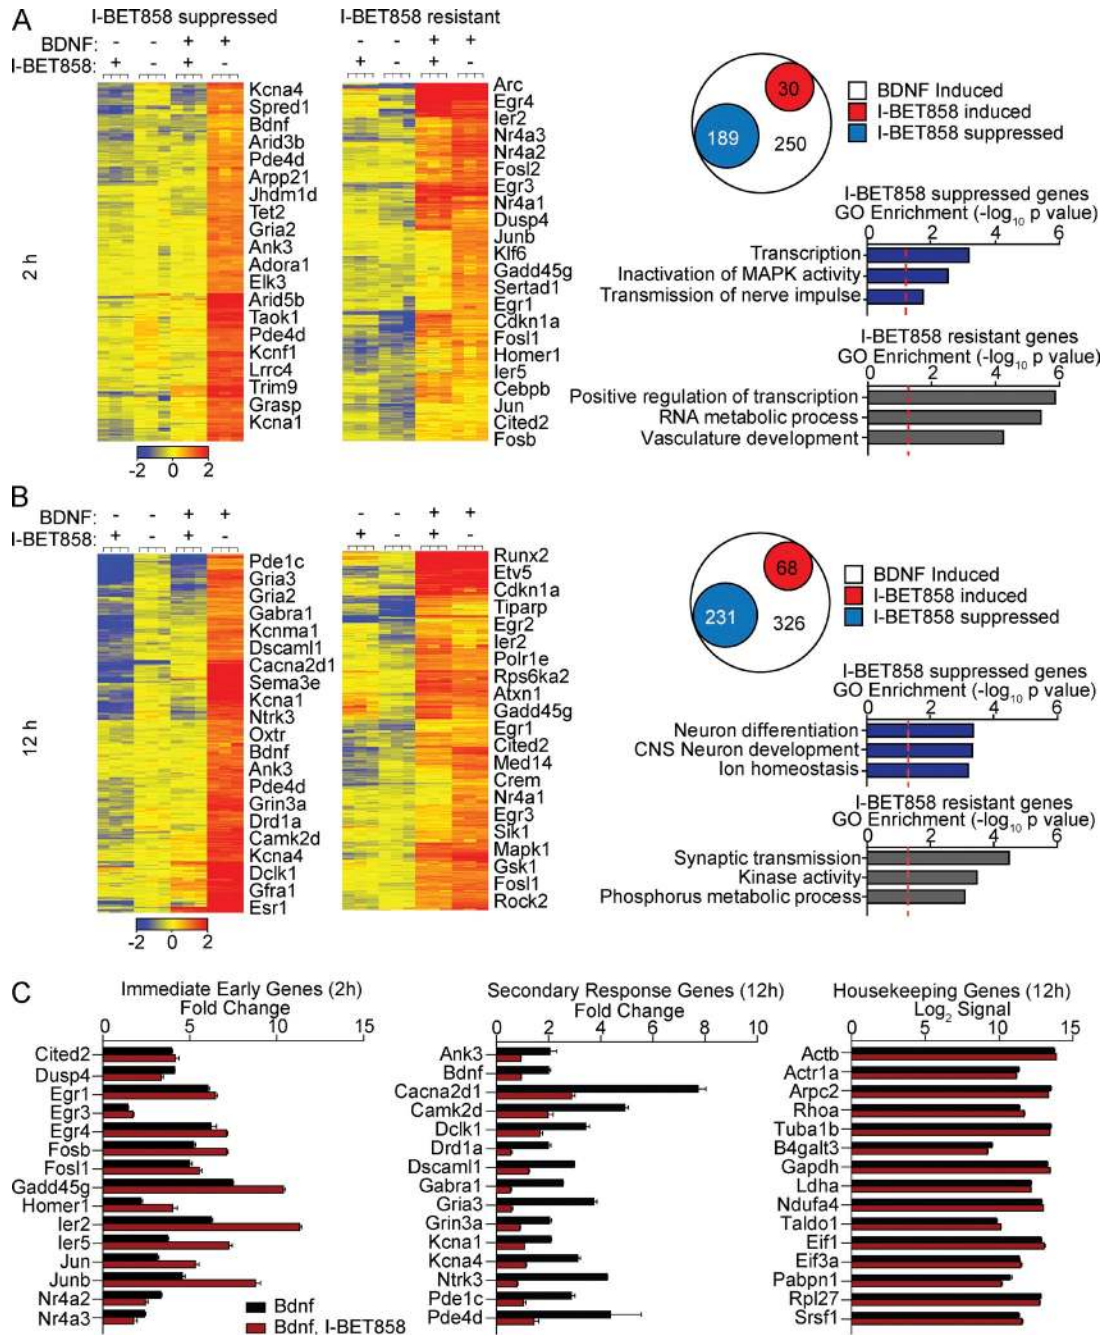 A
I-BET858 suppressed
I-BET858 resistant
BDNF: - - + + - - + +
I-BET858: + - + - + - + -
2 h
Kcna4
Spred1
Bdnf
Arid3b
Pde4d
Arpp21
Jhdm1d
Tet2
Gria2
Ank3
Adora1
Elk3
Arid5b
Taok1
Pde4d
Kcnf1
Lrrc4
Trim9
Grasp
Kcna1
-2 0 2
Arc
Egr4
Ier2
Nr4a3
Nr4a2
Fosl2
Egr3
Nr4a1
Dusp4
Junb
Klf6
Gadd45g
Sertad1
Egr1
Cdkn1a
Fosl1
Homer1
Ier5
Cebpb
Jun
Cited2
Fosb
30
189
250
BDNF Induced
I-BET858 induced
I-BET858 suppressed
I-BET858 suppressed genes
GO Enrichment (-log10 p value)
0 2 4 6
Transcription
Inactivation of MAPK activity
Transmission of nerve impulse
I-BET858 resistant genes
GO Enrichment (-log10 p value)
0 2 4 6
Positive regulation of transcription
RNA metabolic process
Vasculature development
B
BDNF: - - + + - - + +
I-BET858: + - + - + - + -
12 h
Pde1c
Gria3
Gria2
Gabra1
Kcnma1
Dscaml1
Cacna2d1
Sema3e
Kcna1
Ntrk3
Oxtr
Bdnf
Ank3
Pde4d
Grin3a
Drd1a
Camk2d
Kcna4
Dclk1
Gfra1
Esr1
-2 0 2
Runx2
Etv5
Cdkn1a
Tiparp
Egr2
Ier2
Polr1e
Rps6ka2
Atxn1
Gadd45g
Egr1
Cited2
Med14
Crem
Nr4a1
Egr3
Sik1
Mapk1
Gsk1
Fosl1
Rock2
68
231
326
BDNF Induced
I-BET858 induced
I-BET858 suppressed
I-BET858 suppressed genes
GO Enrichment (-log10 p value)
0 2 4 6
Neuron differentiation
CNS Neuron development
Ion homeostasis
I-BET858 resistant genes
GO Enrichment (-log10 p value)
0 2 4 6
Synaptic transmission
Kinase activity
Phosphorus metabolic process
C
Immediate Early Genes (2h)
Fold Change
0 5 10 15
Cited2
Dusp4
Egr1
Egr3
Egr4
Fosb
Fosl1
Gadd45g
Homer1
Ier2
Ier5
Jun
Junb
Nr4a2
Nr4a3
Bdnf
Bdnf, I-BET858
Secondary Response Genes (12h)
Fold Change
0 2 4 6 8 10
Ank3
Bdnf
Cacna2d1
Camk2d
Dclk1
Drd1a
Dscaml1
Gabra1
Gria3
Grin3a
Kcna1
Kcna4
Ntrk3
Pde1c
Pde4d
Housekeeping Genes (12h)
Log2 Signal
0 5 10 15
Actb
Actr1a
Arpc2
Rhoa
Tuba1b
B4galt3
Gapdh
Ldha
Ndufa4
Taldo1
Eif1
Eif3a
Pabpn1
Rpl27
Srsf1